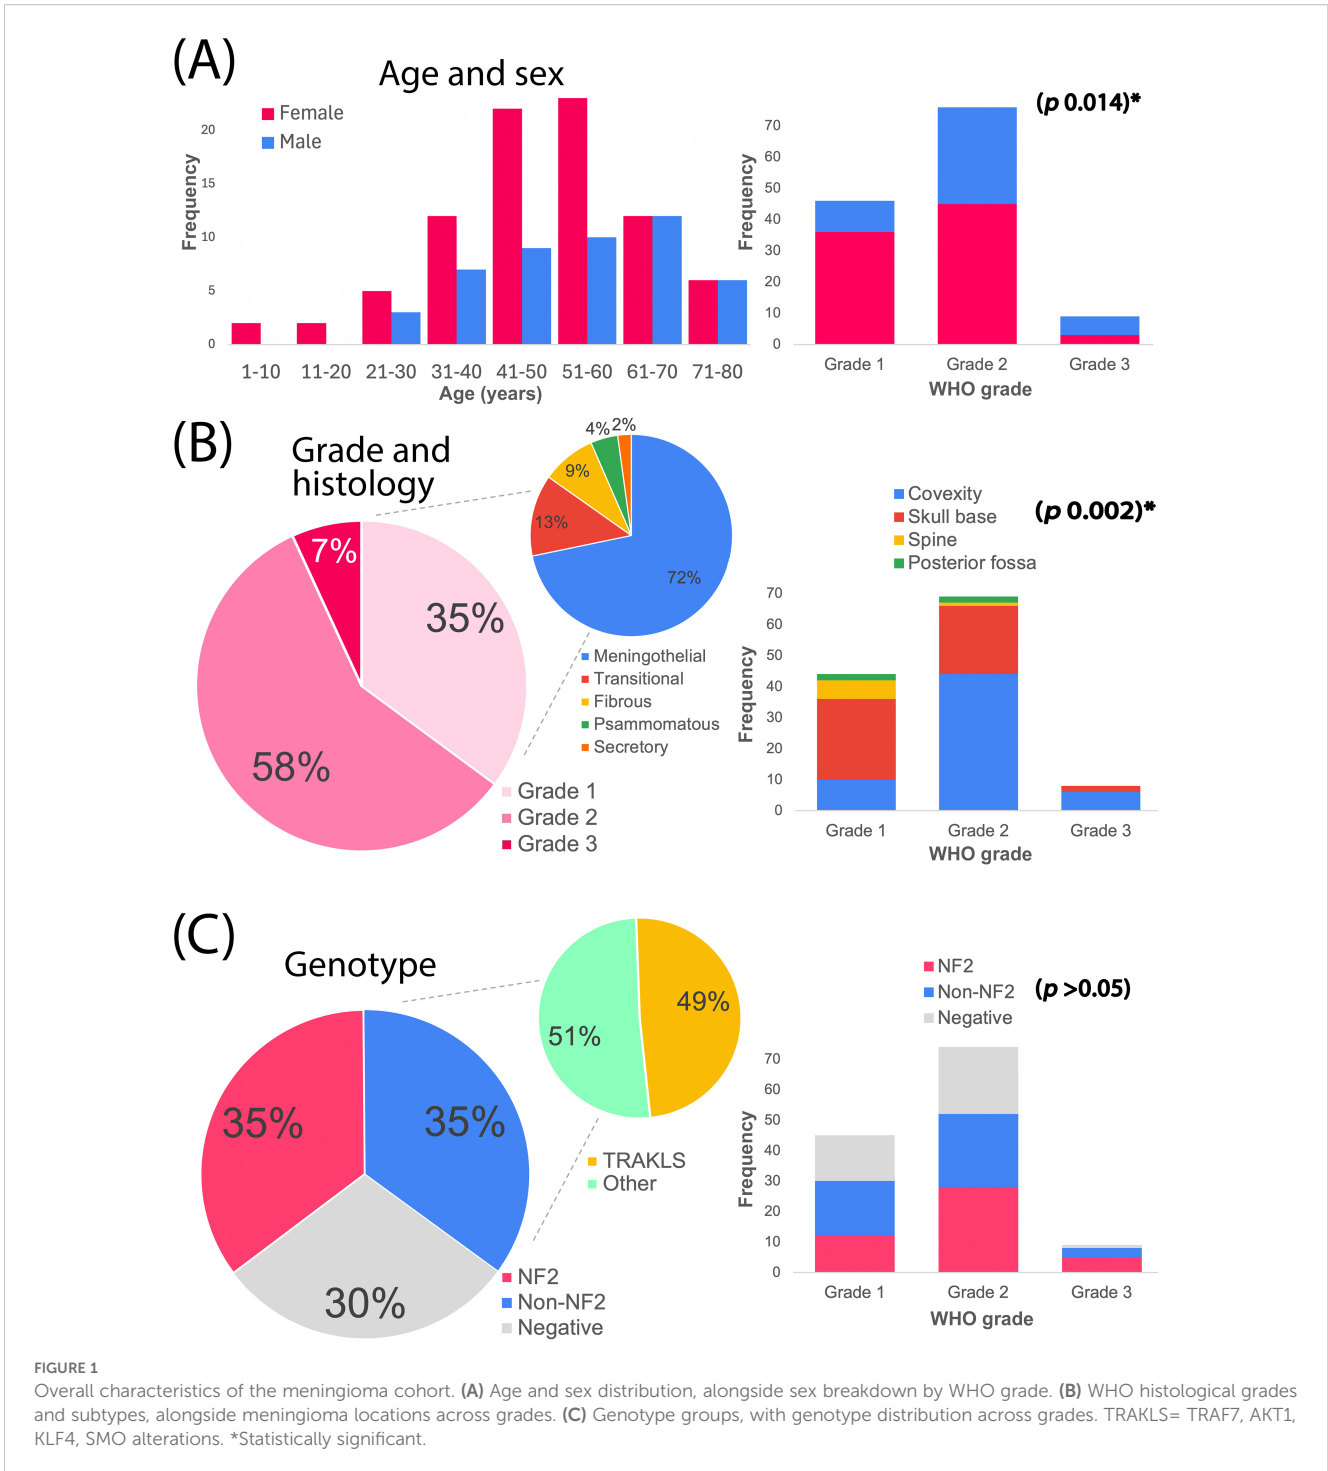 (A)
Age and sex
Female
Male
Frequency
20
15
10
5
0
1-10 11-20 21-30 31-40 41-50 51-60 61-70 71-80
Age (years)
(p 0.014)*
Frequency
70
60
50
40
30
20
10
0
Grade 1 Grade 2 Grade 3
WHO grade
(B)
Grade and
histology
7%
35%
58%
Grade 1
Grade 2
Grade 3
4% 2%
9%
13%
72%
Meningothelial
Transitional
Fibrous
Psammomatous
Secretory
Covexity
Skull base
Spine
Posterior fossa
(p 0.002)*
Frequency
70
60
50
40
30
20
10
0
Grade 1 Grade 2 Grade 3
WHO grade
(C)
Genotype
35%
35%
30%
NF2
Non-NF2
Negative
49%
51%
TRAKLS
Other
NF2
Non-NF2
Negative
(p >0.05)
Frequency
70
60
50
40
30
20
10
0
Grade 1 Grade 2 Grade 3
WHO grade
FIGURE 1
Overall characteristics of the meningioma cohort. (A) Age and sex distribution, alongside sex breakdown by WHO grade. (B) WHO histological grades
and subtypes, alongside meningioma locations across grades. (C) Genotype groups, with genotype distribution across grades. TRAKLS= TRAF7, AKT1,
KLF4, SMO alterations. *Statistically significant.